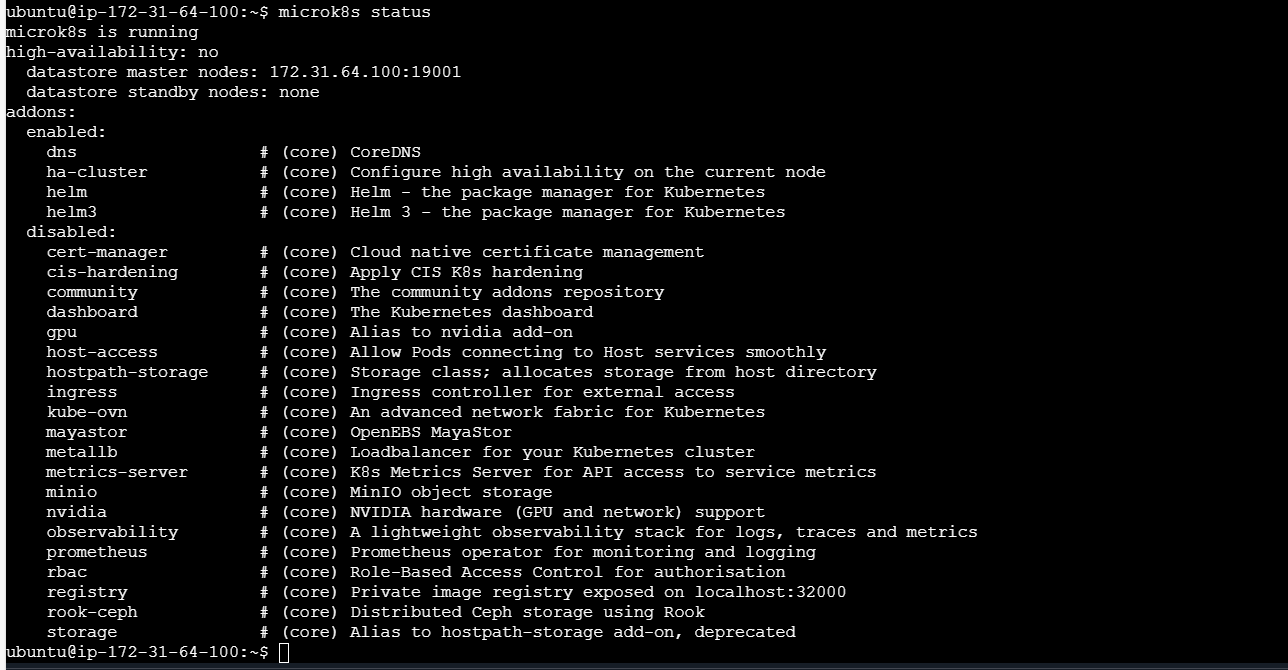 ubuntu@ip-172-31-64-100:~$ microk8s status
microk8s is running
high-availability: no
  datastore master nodes: 172.31.64.100:19001
  datastore standby nodes: none
addons:
  enabled:
    dns                  # (core) CoreDNS
    ha-cluster           # (core) Configure high availability on the current node
    helm                 # (core) Helm - the package manager for Kubernetes
    helm3                # (core) Helm 3 - the package manager for Kubernetes
  disabled:
    cert-manager         # (core) Cloud native certificate management
    cis-hardening        # (core) Apply CIS K8s hardening
    community            # (core) The community addons repository
    dashboard            # (core) The Kubernetes dashboard
    gpu                  # (core) Alias to nvidia add-on
    host-access          # (core) Allow Pods connecting to Host services smoothly
    hostpath-storage     # (core) Storage class; allocates storage from host directory
    ingress              # (core) Ingress controller for external access
    kube-ovn             # (core) An advanced network fabric for Kubernetes
    mayastor             # (core) OpenEBS MayaStor
    metallb              # (core) Loadbalancer for your Kubernetes cluster
    metrics-server       # (core) K8s Metrics Server for API access to service metrics
    minio                # (core) MinIO object storage
    nvidia               # (core) NVIDIA hardware (GPU and network) support
    observability        # (core) A lightweight observability stack for logs, traces and metrics
    prometheus           # (core) Prometheus operator for monitoring and logging
    rbac                 # (core) Role-Based Access Control for authorisation
    registry             # (core) Private image registry exposed on localhost:32000
    rook-ceph            # (core) Distributed Ceph storage using Rook
    storage              # (core) Alias to hostpath-storage add-on, deprecated
ubuntu@ip-172-31-64-100:~$